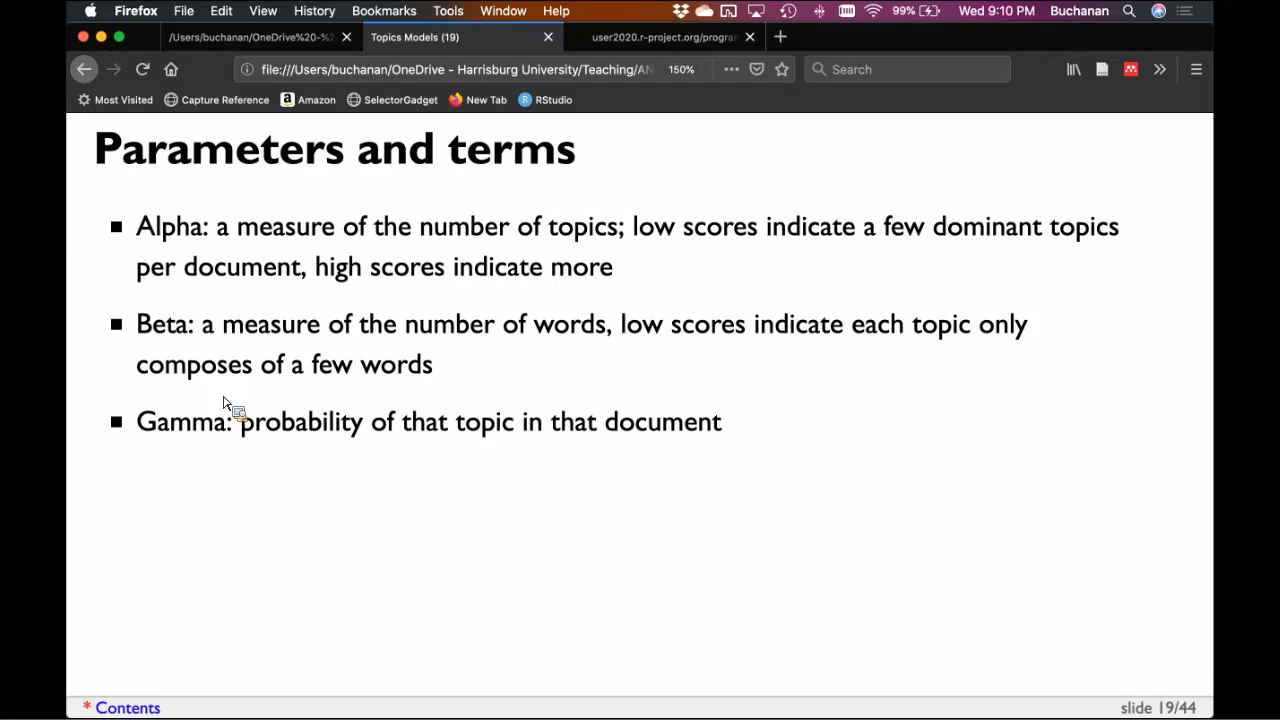 Firefox File Edit View History Bookmarks Tools Window Help 99% Wed 9:10 PM Buchanan
/Users/buchanan/OneDrive%20-% Topics Models (19) user2020.r-project.org/progra
file:///Users/buchanan/OneDrive - Harrisburg University/Teaching/AN 150% Search
Most Visited Capture Reference Amazon SelectorGadget New Tab RStudio
Parameters and terms
Alpha: a measure of the number of topics; low scores indicate a few dominant topics
per document, high scores indicate more
Beta: a measure of the number of words, low scores indicate each topic only
composes of a few words
Gamma: probability of that topic in that document
* Contents slide 19/44